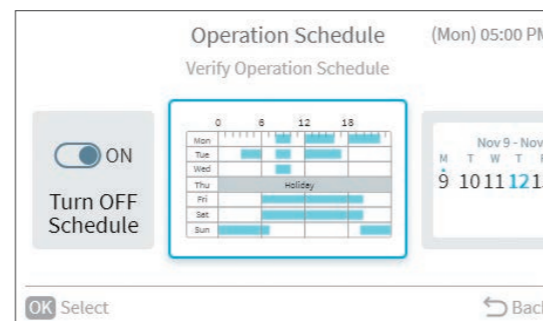 Operation Schedule
(Mon) 05:00 PM
Verify Operation Schedule
ON
Turn OFF
Schedule
0 6 12 18
Mon
Tue
Wed
Thu Holiday
Fri
Sat
Sun
Nov 9 - Nov
M T W T F
9 10 11 12 1
OK Select
Back